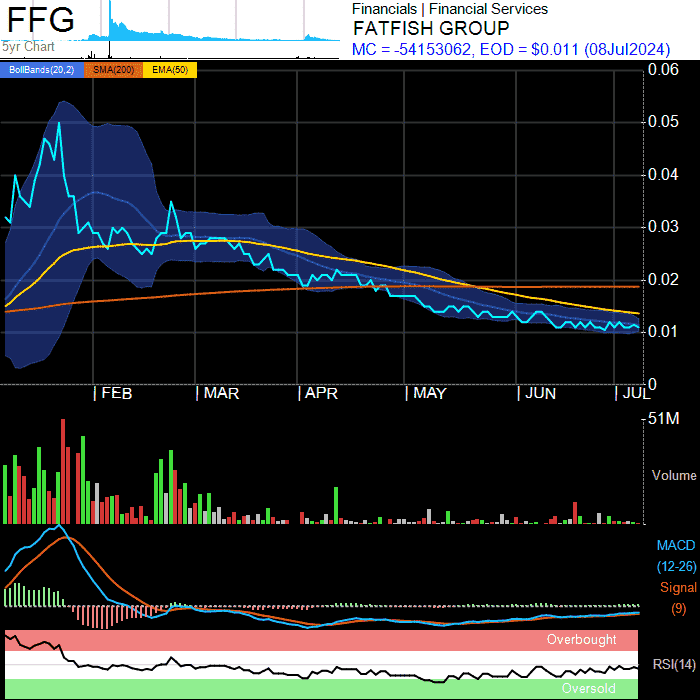 FFG
5yr Chart
Financials | Financial Services
FATFISH GROUP
MC = -54153062, EOD = $0.011 (08Jul2024)
BollBands(20,2) SMA(200) EMA(50)
0.06
0.05
0.04
0.03
0.02
0.01
0
| FEB | MAR | APR | MAY | JUN | JUL
51M
Volume
MACD
(12-26)
Signal
(9)
Overbought
RSI(14)
Oversold